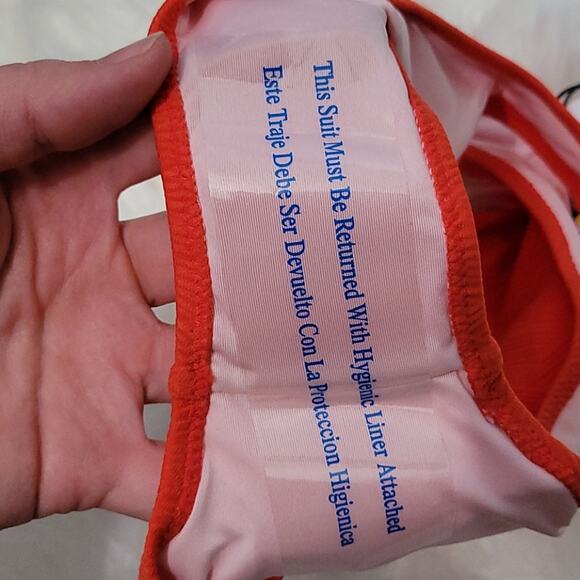 This Suit Must Be Returned With Hygienic Liner Attached
Este Traje Debe Ser Devuelto Con La Proteccion Higienica